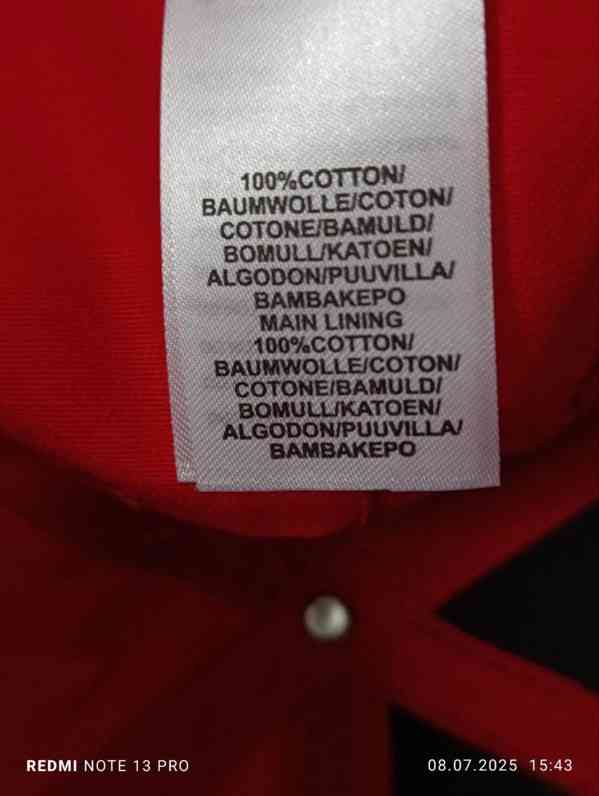 100%COTTON/
BAUMWOLLE/COTON/
COTONE/BAMULD/
BOMULL/KATOEN/
ALGODON/PUUVILLA/
BAMBAKEPO
MAIN LINING
100%COTTON/
BAUMWOLLE/COTON/
COTONE/BAMULD/
BOMULL/KATOEN/
ALGODON/PUUVILLA/
BAMBAKEPO
REDMI NOTE 13 PRO
08.07.2025 15:43